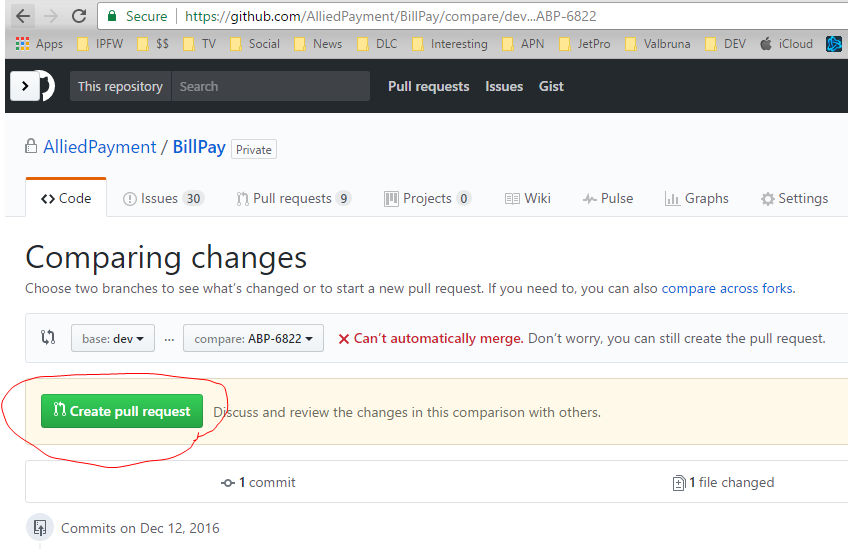 Secure https://github.com/AlliedPayment/BillPay/compare/dev...ABP-6822
Apps IPFW $$ TV Social News DLC Interesting APN JetPro Valbruna DEV iCloud
This repository Search Pull requests Issues Gist
AlliedPayment / BillPay Private
<> Code Issues 30 Pull requests 9 Projects 0 Wiki Pulse Graphs Settings
Comparing changes
Choose two branches to see what's changed or to start a new pull request. If you need to, you can also compare across forks.
base: dev ... compare: ABP-6822 Can't automatically merge. Don't worry, you can still create the pull request.
Create pull request Discuss and review the changes in this comparison with others.
1 commit 1 file changed
Commits on Dec 12, 2016